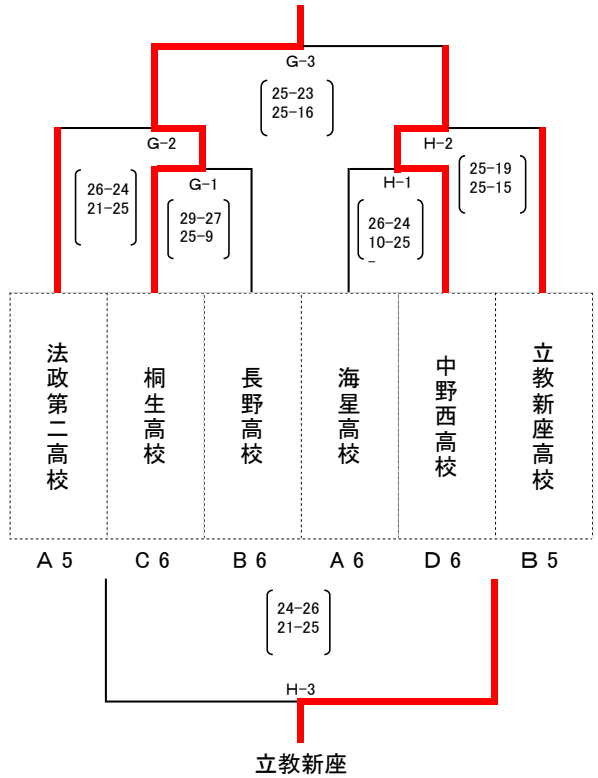 G-3
25-23
25-16
G-2
H-2
26-24
21-25
G-1
29-27
25-9
H-1
26-24
10-25
-
25-19
25-15
法政第二高校
桐生高校
長野高校
海星高校
中野西高校
立教新座高校
A 5
C 6
B 6
A 6
D 6
B 5
24-26
21-25
H-3
立教新座